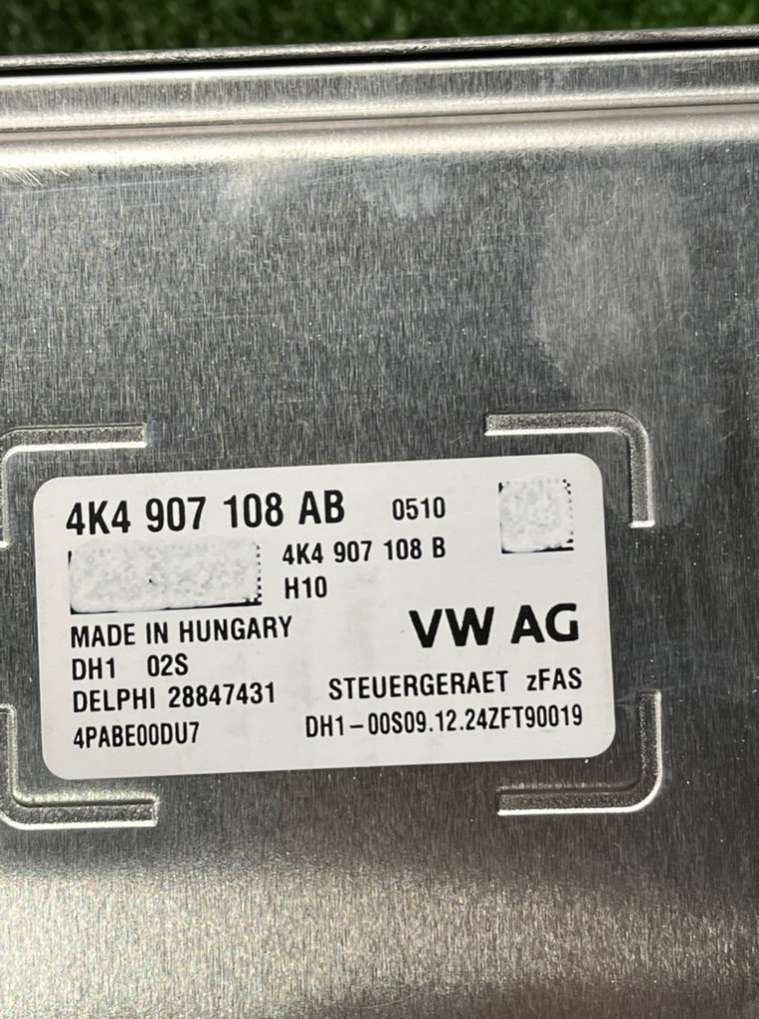 4K4 907 108 AB 0510
4K4 907 108 B
H10
MADE IN HUNGARY
VW AG
DH1 02S
DELPHI 28847431 STEUERGERAET zFAS
4PABE00DU7 DH1-00S09.12.24ZFT90019